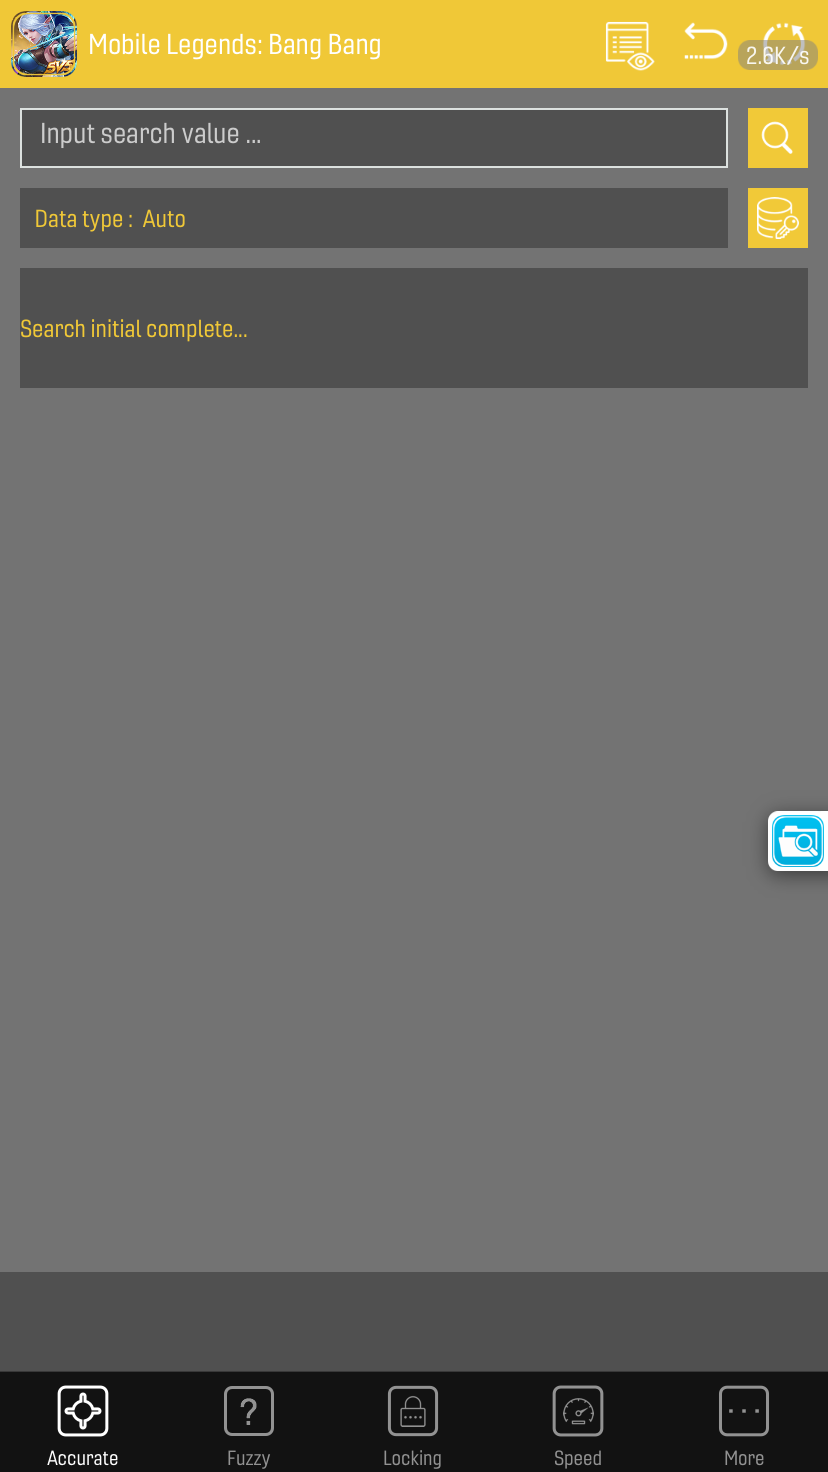 Mobile Legends: Bang Bang
2.6K/s
Input search value ...
Data type : Auto
Search initial complete...
Accurate
Fuzzy
Locking
Speed
More